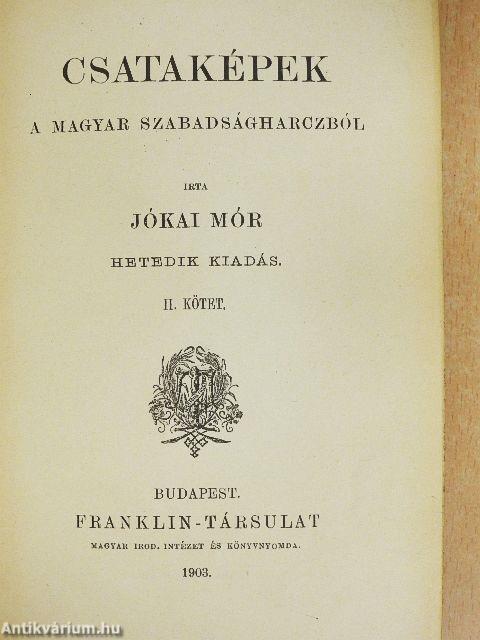 CSATAKÉPEK
A MAGYAR SZABADSÁGHARCZBÓL
IRTA
JÓKAI MÓR
HETEDIK KIADÁS.
II. KÖTET.
BUDAPEST.
FRANKLIN-TÁRSULAT
MAGYAR IROD. INTÉZET ÉS KÖNYVNYOMDA.
1903.
Antikvárium.hu